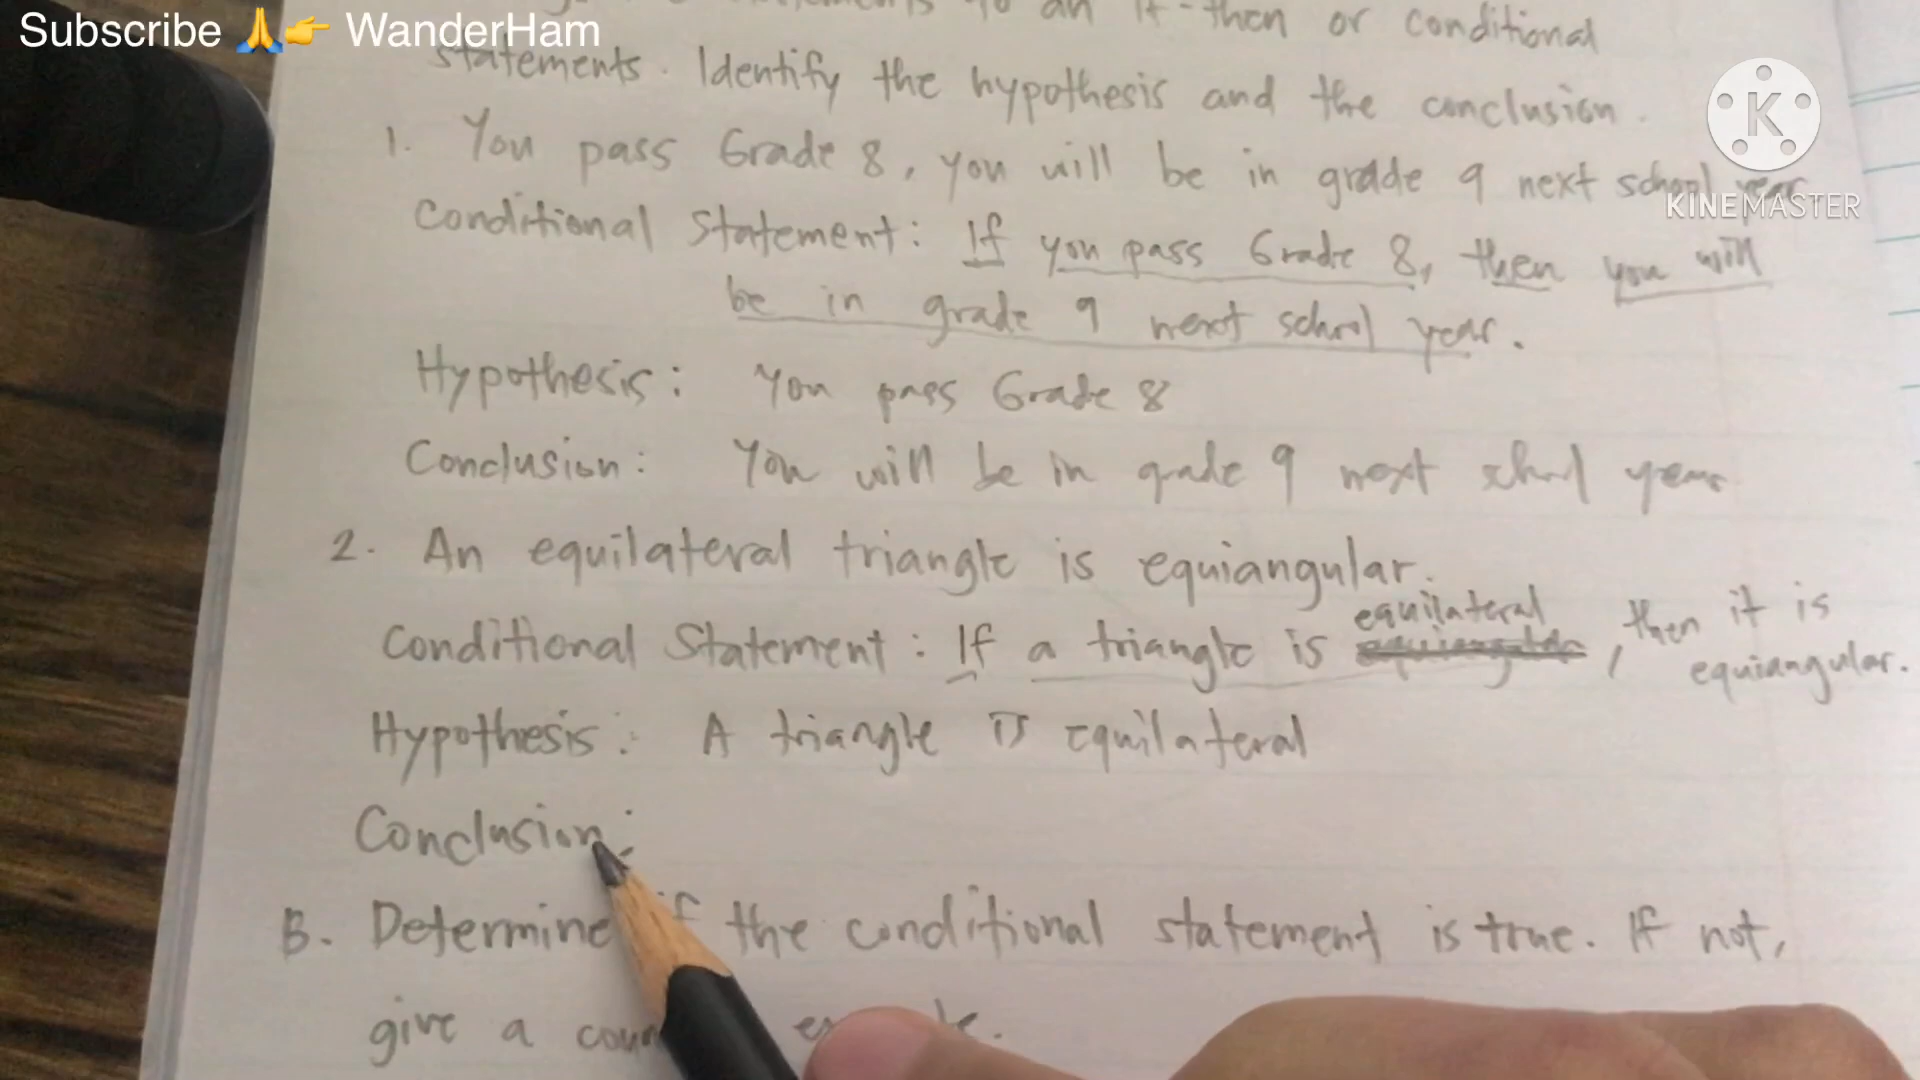 Subscribe 🙏👉 WanderHam
to an if-then or conditional
statements. Identify the hypothesis and the conclusion.
K
KINEMASTER
1. You pass Grade 8, you will be in grade 9 next school year
Conditional Statement: If you pass Grade 8, then you will
be in grade 9 next school year.
Hypothesis: You pass Grade 8
Conclusion: You will be in grade 9 next school year
2. An equilateral triangle is equiangular.
equilateral
Conditional Statement: If a triangle is , then it is
equiangular.
Hypothesis: A triangle is equilateral
Conclusion:
B. Determine if the conditional statement is true. If not,
give a